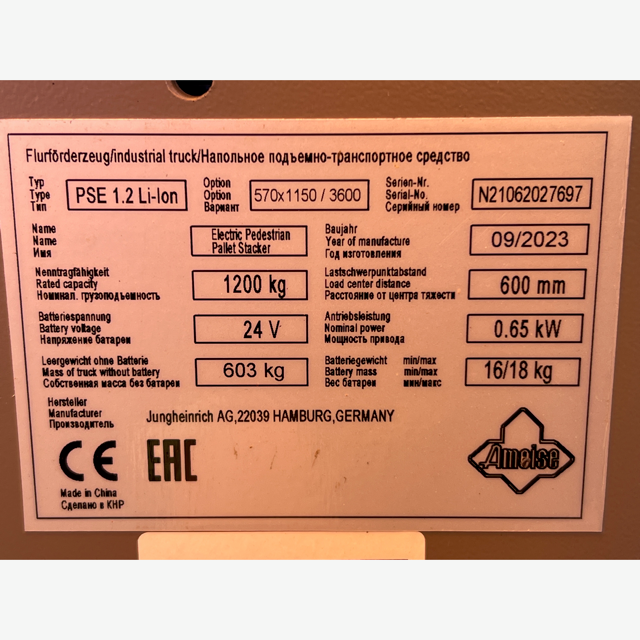 Flurförderzeug/industrial truck/Напольное подъемно-транспортное средство
Typ
Type
Тип
PSE 1.2 Li-Ion
Option
Option
Вариант
570x1150 / 3600
Serien-Nr.
Serial-No.
Серийный номер
N21062027697
Name
Name
Имя
Electric Pedestrian
Pallet Stacker
Baujahr
Year of manufacture
Год изготовления
09/2023
Nenntragfähigkeit
Rated capacity
Номинал. грузоподъемность
1200 kg
Lastschwerpunktabstand
Load center distance
Расстояние от центра тяжести
600 mm
Batteriespannung
Battery voltage
Напряжение батареи
24 V
Antriebsleistung
Nominal power
Мощность привода
0.65 kW
Leergewicht ohne Batterie
Mass of truck without battery
Собственная масса без батареи
603 kg
Batteriegewicht min/max
Battery mass min/max
Вес батареи мин/макс
16/18 kg
Hersteller
Manufacturer
Производитель
Jungheinrich AG,22039 HAMBURG,GERMANY
CE EAC
Ameise
Made in China
Сделано в КНР